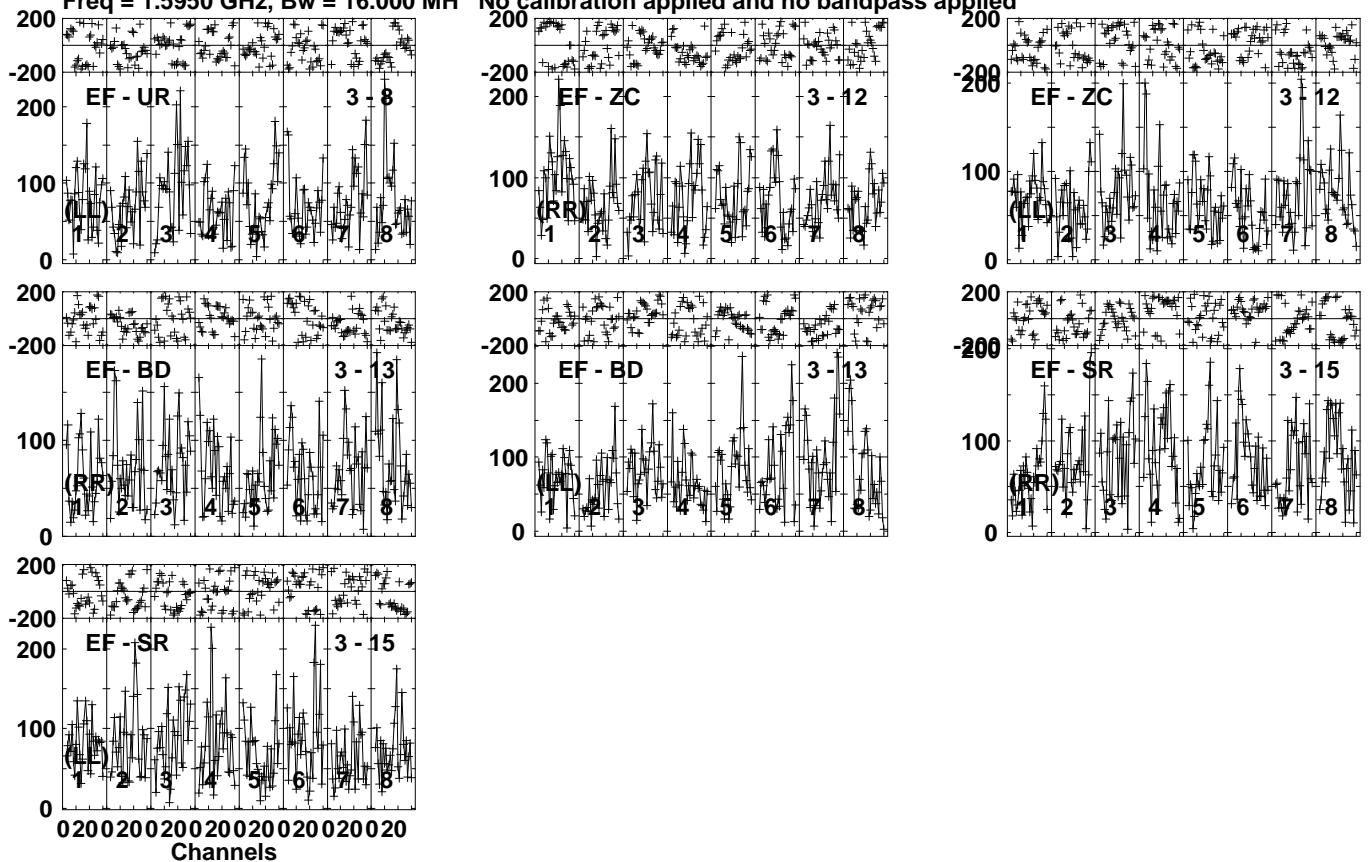 Freq = 1.5950 GHz, Bw = 16.000 MH No calibration applied and no bandpass applied
200
-200
200
100
0
EF - UR 3 - 8
(LL)
1 2 3 4 5 6 7 8
200
-200
200
100
0
EF - ZC 3 - 12
(RR)
1 2 3 4 5 6 7 8
200
-200
200
100
0
EF - ZC 3 - 12
(LL)
1 2 3 4 5 6 7 8
200
-200
100
0
EF - BD 3 - 13
(RR)
1 2 3 4 5 6 7 8
200
-200
200
100
0
EF - BD 3 - 13
(LL)
1 2 3 4 5 6 7 8
200
-200
200
100
0
EF - SR 3 - 15
(RR)
1 2 3 4 5 6 7 8
200
-200
200
100
0
EF - SR 3 - 15
(LL)
1 2 3 4 5 6 7 8
0 20 0 20 0 20 0 20 0 20 0 20 0 20 0 20
Channels